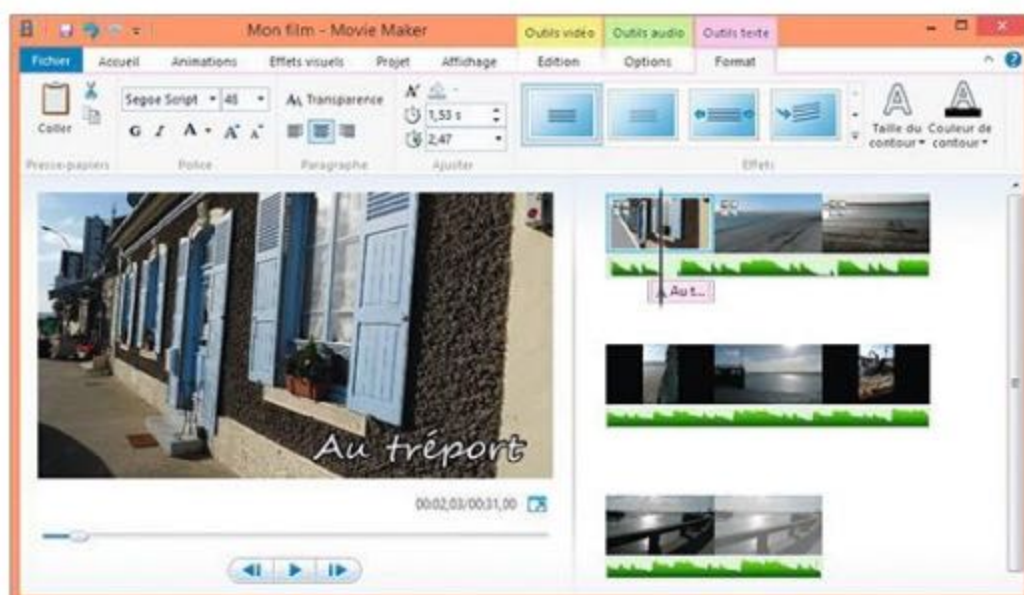 Mon film - Movie Maker
Outils vidéo Outils audio Outils texte
Fichier Accueil Animations Effets visuels Projet Affichage Edition Options Format
Coller
Segoe Script 48
G I A A A
Transparence
1,53 s
2,47
Taille du contour
Couleur de contour
Presse-papiers Police Paragraphe Ajuster Effets
Au tréport
Au t...
00:02,03/00:31,00